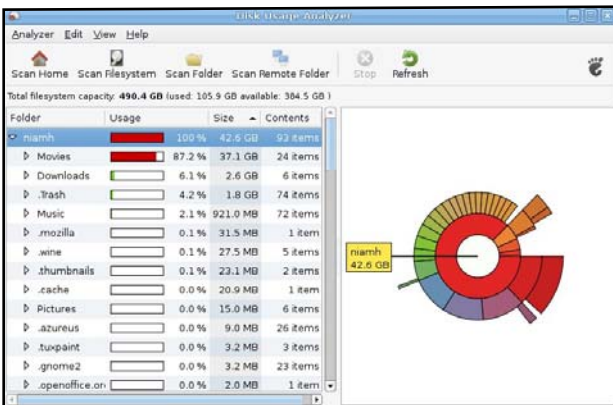 Disk Usage Analyzer
Analyzer Edit View Help
Scan Home Scan Filesystem Scan Folder Scan Remote Folder Stop Refresh
Total filesystem capacity: 490.4 GB (used: 105.9 GB available: 384.5 GB )
Folder Usage Size Contents
niamh 100 % 42.6 GB 93 items
Movies 87.2 % 37.1 GB 24 items
Downloads 6.1 % 2.6 GB 6 items
.Trash 4.2 % 1.8 GB 74 items
Music 2.1 % 921.0 MB 72 items
.mozilla 0.1 % 31.5 MB 1 item
.wine 0.1 % 27.5 MB 5 items
.thumbnails 0.1 % 23.1 MB 2 items
.cache 0.0 % 20.9 MB 1 item
Pictures 0.0 % 15.0 MB 6 items
.azureus 0.0 % 9.0 MB 26 items
.tuxpaint 0.0 % 3.2 MB 3 items
.gnome2 0.0 % 3.2 MB 23 items
.openoffice.or 0.0 % 2.0 MB 1 item
niamh
42.6 GB